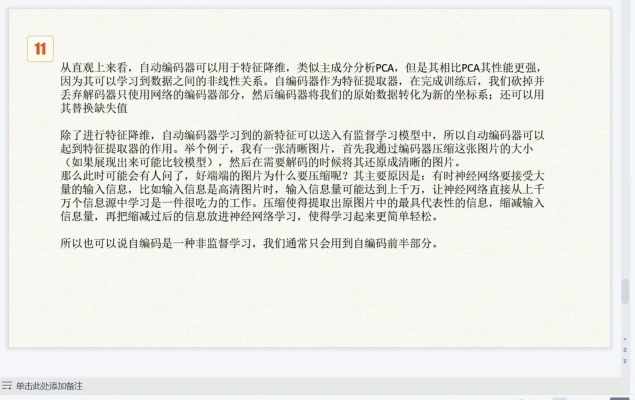 11
从直观上来看，自动编码器可以用于特征降维，类似主成分分析PCA，但是其相比PCA其性能更强，
因为其可以学习到数据之间的非线性关系。自编码器作为特征提取器，在完成训练后，我们砍掉并
丢弃解码器只使用网络的编码器部分，然后编码器将我们的原始数据转化为新的坐标系；还可以用
其替换缺失值
除了进行特征降维，自动编码器学习到的新特征可以送入有监督学习模型中，所以自动编码器可以
起到特征提取器的作用。举个例子，我有一张清晰图片，首先我通过编码器压缩这张图片的大小
（如果展现出来可能比较模型），然后在需要解码的时候将其还原成清晰的图片。
那么此时可能会有人问了，好端端的图片为什么要压缩呢？其主要原因是：有时神经网络要接受大
量的输入信息，比如输入信息是高清图片时，输入信息量可能达到上千万，让神经网络直接从上千
万个信息源中学习是一件很吃力的工作。压缩使得提取出原图片中的最具代表性的信息，缩减输入
信息量，再把缩减过后的信息放进神经网络学习，使得学习起来更简单轻松。
所以也可以说自编码是一种非监督学习，我们通常只会用到自编码前半部分。
单击此处添加备注